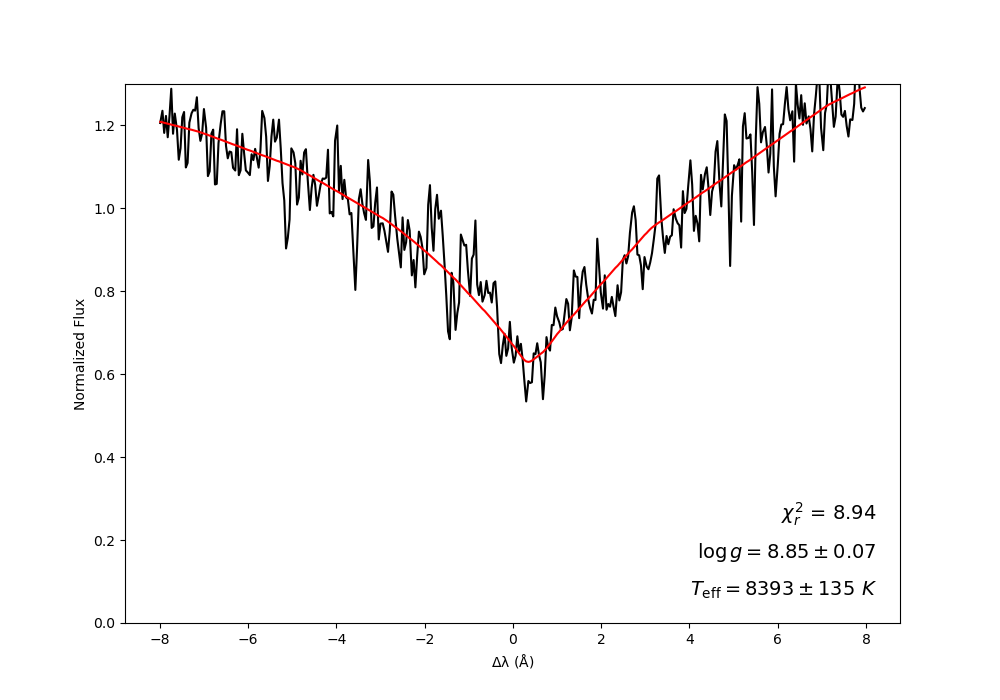 1.2
1.0
0.8
0.6
0.4
0.2
0.0
Normalized Flux
χ²ᵣ = 8.94
log g = 8.85 ± 0.07
T_eff = 8393 ± 135 K
−8 −6 −4 −2 0 2 4 6 8
Δλ (Å)